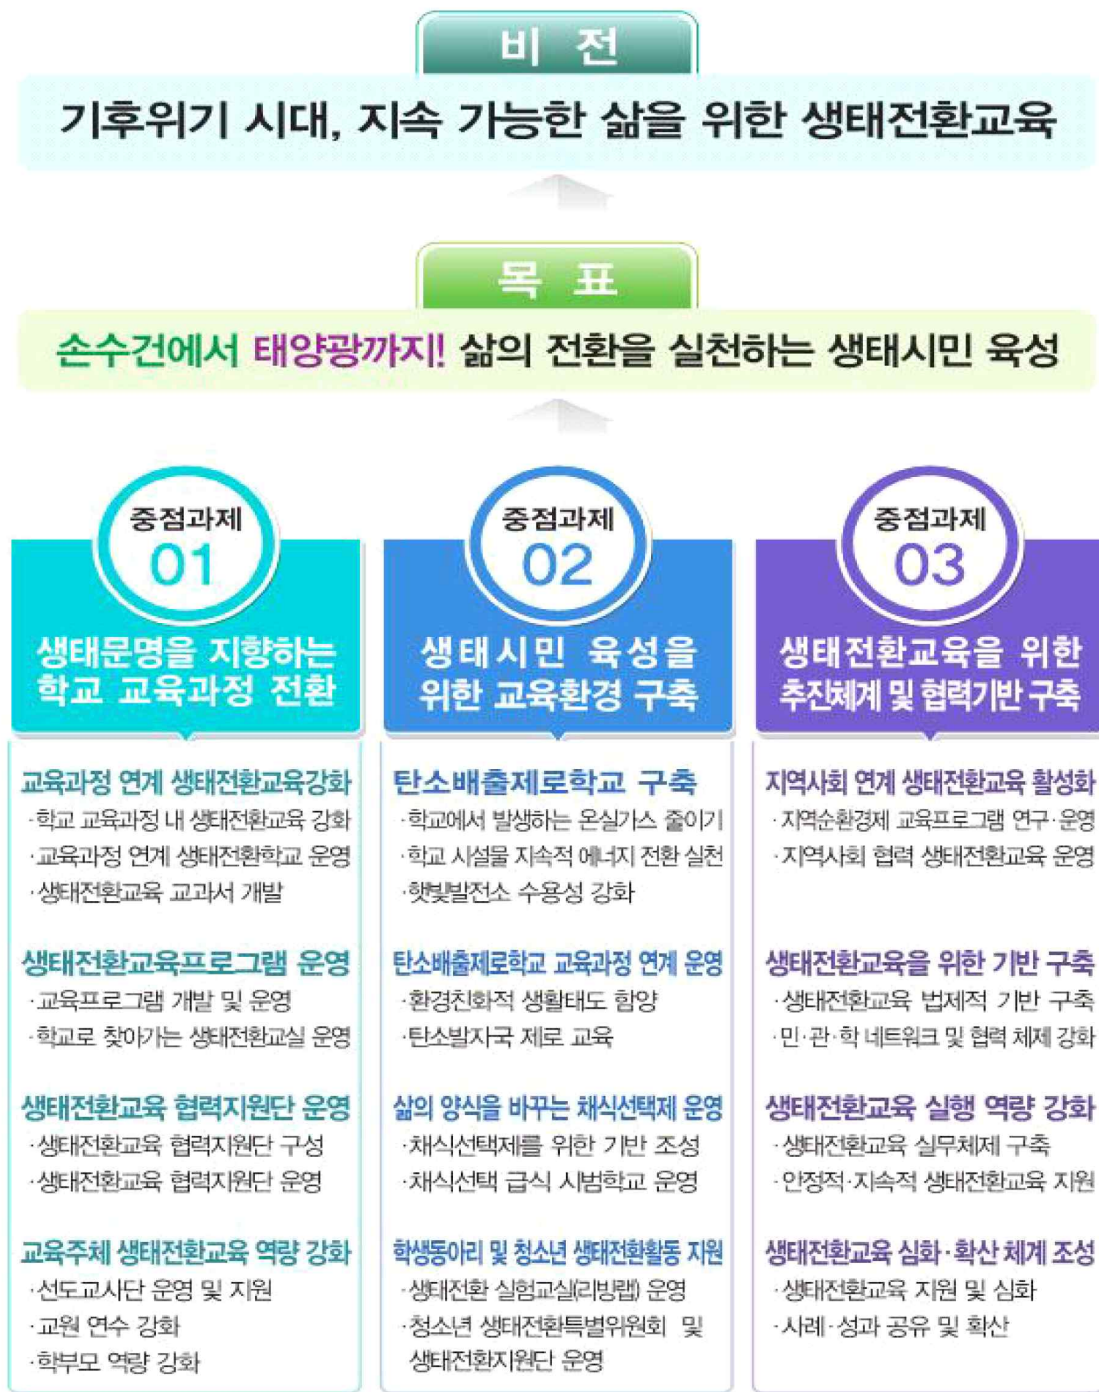 비 전
기후위기 시대, 지속 가능한 삶을 위한 생태전환교육
목 표
손수건에서 태양광까지! 삶의 전환을 실천하는 생태시민 육성
중점과제
01
생태문명을 지향하는
학교 교육과정 전환
교육과정 연계 생태전환교육강화
·학교 교육과정 내 생태전환교육 강화
·교육과정 연계 생태전환학교 운영
·생태전환교육 교과서 개발
생태전환교육프로그램 운영
·교육프로그램 개발 및 운영
·학교로 찾아가는 생태전환교실 운영
생태전환교육 협력지원단 운영
·생태전환교육 협력지원단 구성
·생태전환교육 협력지원단 운영
교육주체 생태전환교육 역량 강화
·선도교사단 운영 및 지원
·교원 연수 강화
·학부모 역량 강화
중점과제
02
생태시민 육성을
위한 교육환경 구축
탄소배출제로학교 구축
·학교에서 발생하는 온실가스 줄이기
·학교 시설물 지속적 에너지 전환 실천
·햇빛발전소 수용성 강화
탄소배출제로학교 교육과정 연계 운영
·환경친화적 생활태도 함양
·탄소발자국 제로 교육
삶의 양식을 바꾸는 채식선택제 운영
·채식선택제를 위한 기반 조성
·채식선택 급식 시범학교 운영
학생동아리 및 청소년 생태전환활동 지원
·생태전환 실험교실(리빙랩) 운영
·청소년 생태전환특별위원회 및
생태전환지원단 운영
중점과제
03
생태전환교육을 위한
추진체계 및 협력기반 구축
지역사회 연계 생태전환교육 활성화
·지역순환경제 교육프로그램 연구·운영
·지역사회 협력 생태전환교육 운영
생태전환교육을 위한 기반 구축
·생태전환교육 법제적 기반 구축
·민·관·학 네트워크 및 협력 체제 강화
생태전환교육 실행 역량 강화
·생태전환교육 실무체제 구축
·안정적·지속적 생태전환교육 지원
생태전환교육 심화·확산 체계 조성
·생태전환교육 지원 및 심화
·사례·성과 공유 및 확산